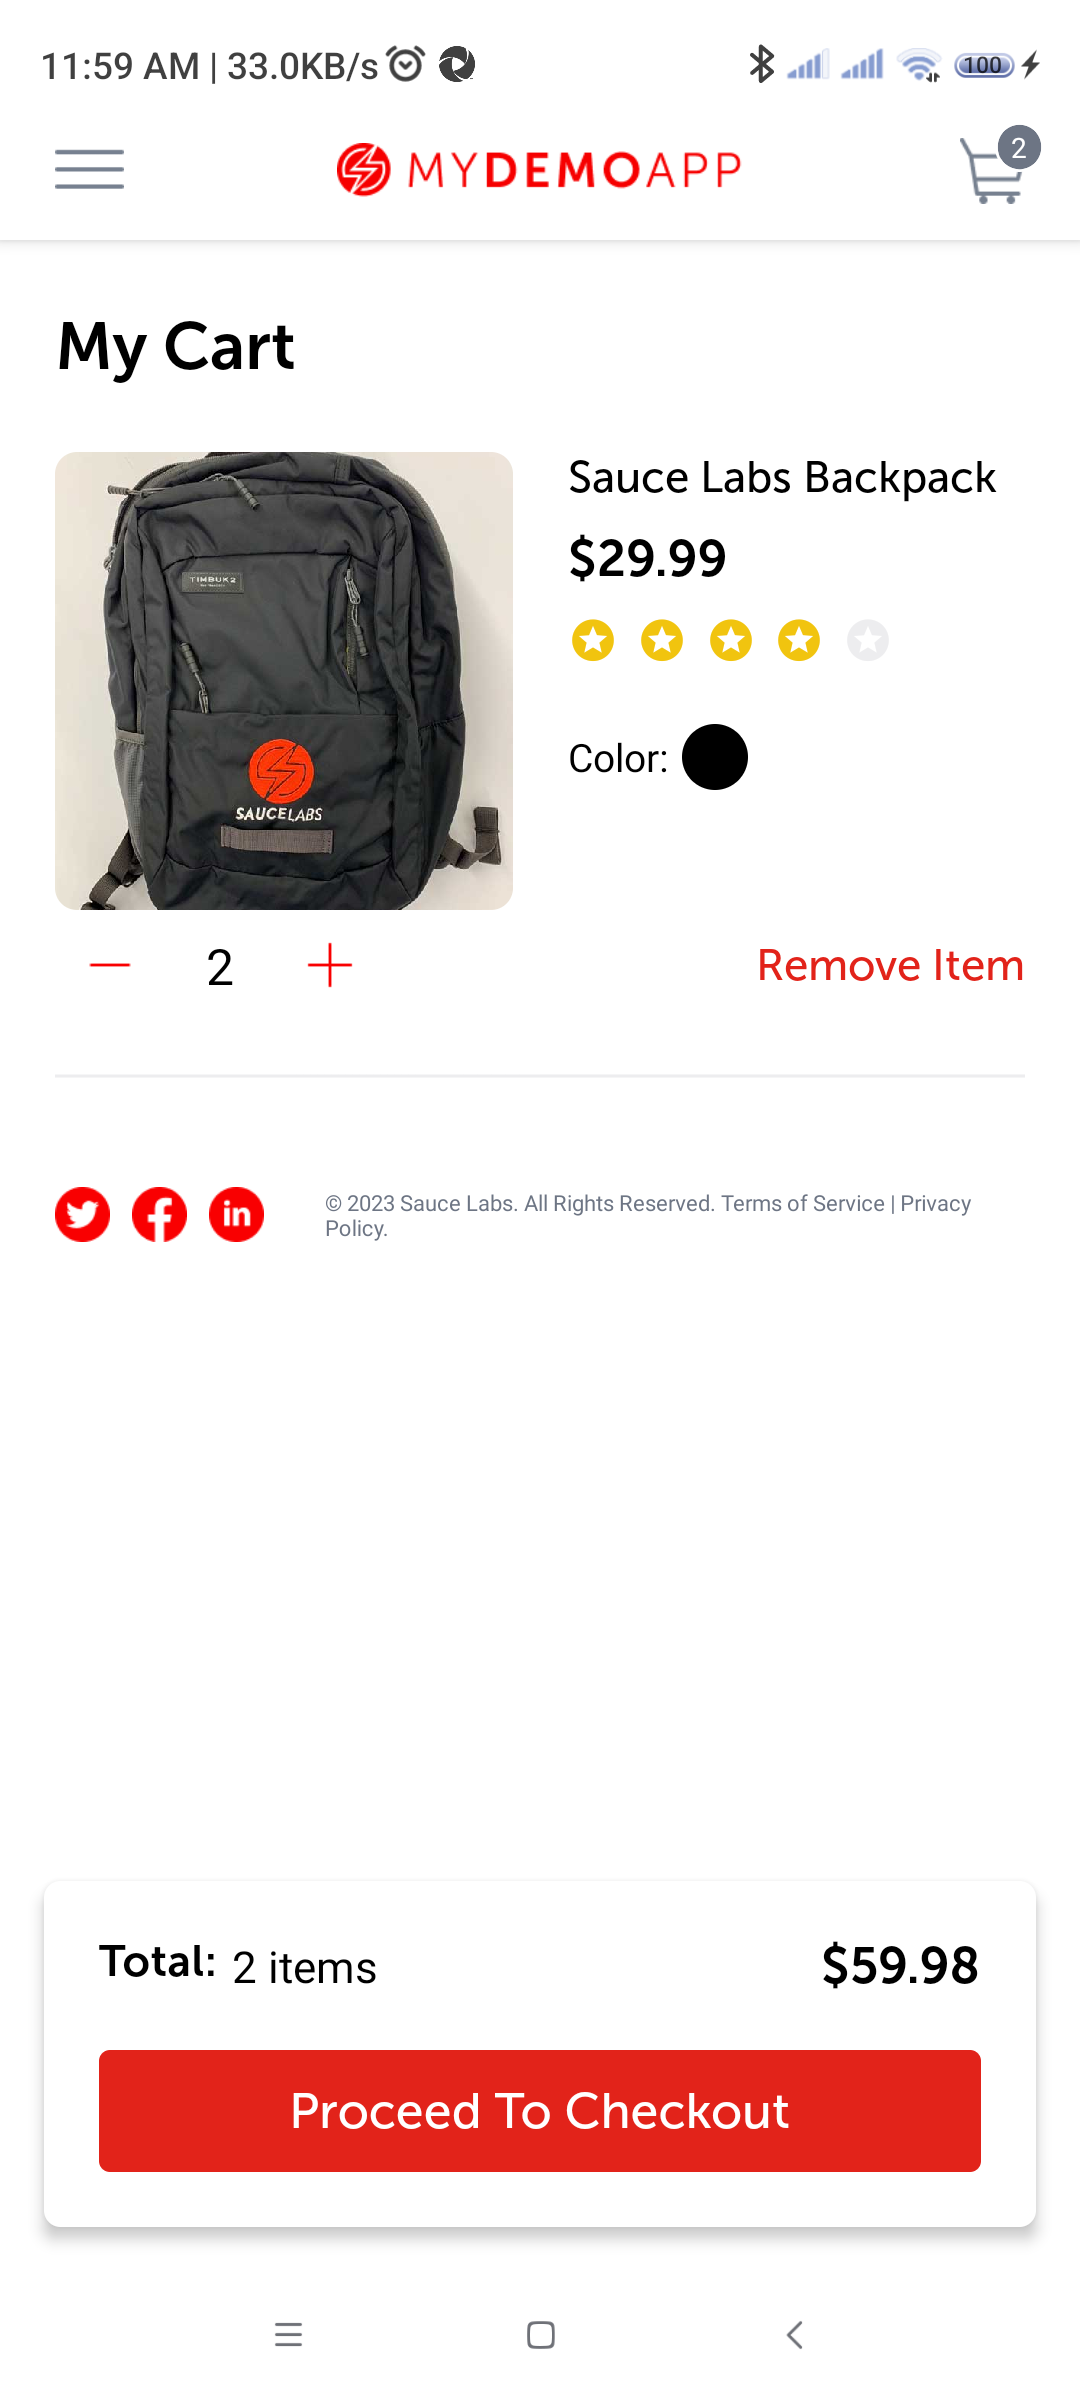 11:59 AM | 33.0KB/s
100
MYDEMOAPP
2
My Cart
TIMBUK2
SAUCELABS
Sauce Labs Backpack
$29.99
Color:
2
Remove Item
© 2023 Sauce Labs. All Rights Reserved. Terms of Service | Privacy
Policy.
Total: 2 items
$59.98
Proceed To Checkout